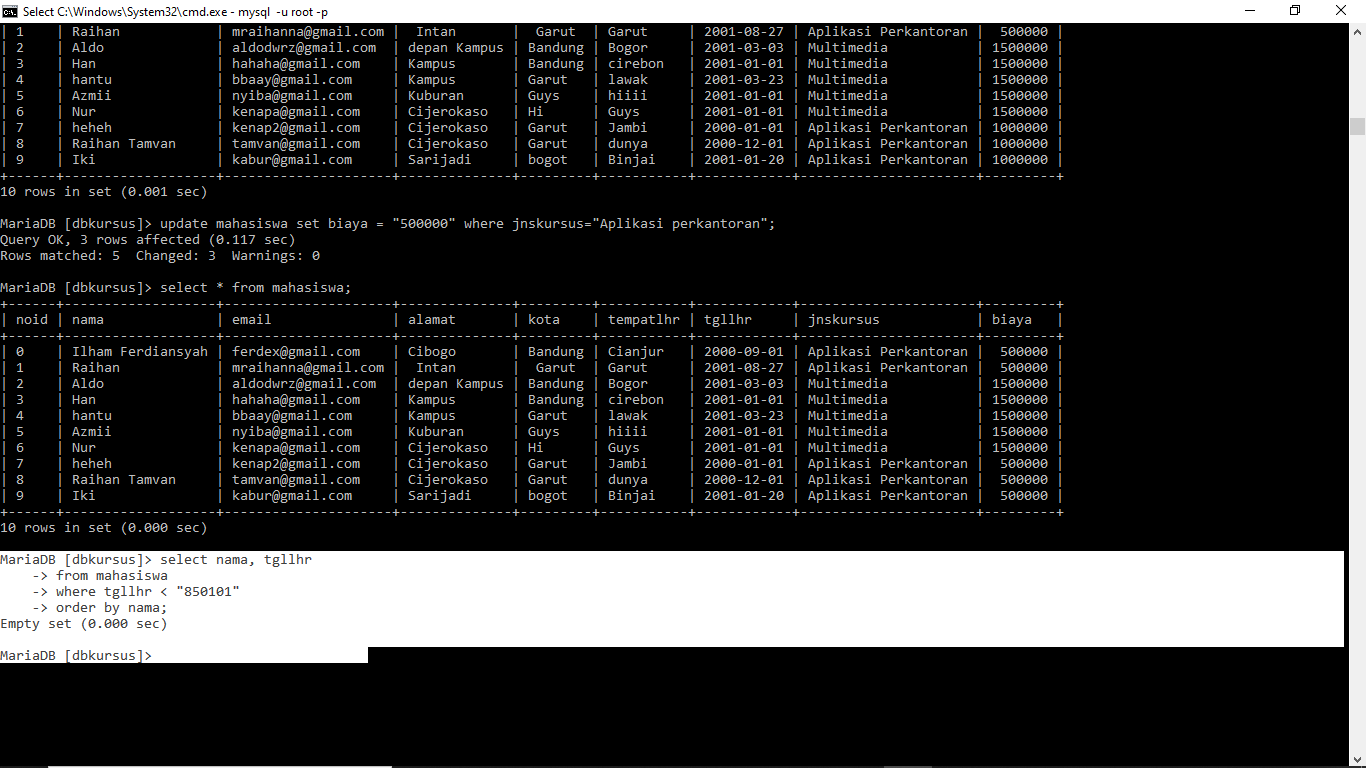 Select C:\Windows\System32\cmd.exe - mysql -u root -p
| 1    | Raihan            | mraihanna@gmail.com |  Intan       |  Garut  | Garut     | 2001-08-27 | Aplikasi Perkantoran |  500000 |
| 2    | Aldo              | aldodwrz@gmail.com  | depan Kampus | Bandung | Bogor     | 2001-03-03 | Multimedia           | 1500000 |
| 3    | Han               | hahaha@gmail.com    | Kampus       | Bandung | cirebon   | 2001-01-01 | Multimedia           | 1500000 |
| 4    | hantu             | bbaay@gmail.com     | Kampus       | Garut   | lawak     | 2001-03-23 | Multimedia           | 1500000 |
| 5    | Azmii             | nyiba@gmail.com     | Kuburan      | Guys    | hiiii     | 2001-01-01 | Multimedia           | 1500000 |
| 6    | Nur               | kenapa@gmail.com    | Cijerokaso   | Hi      | Guys      | 2001-01-01 | Multimedia           | 1500000 |
| 7    | heheh             | kenap2@gmail.com    | Cijerokaso   | Garut   | Jambi     | 2000-01-01 | Aplikasi Perkantoran | 1000000 |
| 8    | Raihan Tamvan     | tamvan@gmail.com    | Cijerokaso   | Garut   | dunya     | 2000-12-01 | Aplikasi Perkantoran | 1000000 |
| 9    | Iki               | kabur@gmail.com     | Sarijadi     | bogot   | Binjai    | 2001-01-20 | Aplikasi Perkantoran | 1000000 |
+------+-------------------+---------------------+--------------+---------+-----------+------------+----------------------+---------+
10 rows in set (0.001 sec)
MariaDB [dbkursus]> update mahasiswa set biaya = "500000" where jnskursus="Aplikasi perkantoran";
Query OK, 3 rows affected (0.117 sec)
Rows matched: 5  Changed: 3  Warnings: 0
MariaDB [dbkursus]> select * from mahasiswa;
+------+-------------------+---------------------+--------------+---------+-----------+------------+----------------------+---------+
| noid | nama              | email               | alamat       | kota    | tempatlhr | tgllhr     | jnskursus            | biaya   |
+------+-------------------+---------------------+--------------+---------+-----------+------------+----------------------+---------+
| 0    | Ilham Ferdiansyah | ferdex@gmail.com    | Cibogo       | Bandung | Cianjur   | 2000-09-01 | Aplikasi Perkantoran |  500000 |
| 1    | Raihan            | mraihanna@gmail.com |  Intan       |  Garut  | Garut     | 2001-08-27 | Aplikasi Perkantoran |  500000 |
| 2    | Aldo              | aldodwrz@gmail.com  | depan Kampus | Bandung | Bogor     | 2001-03-03 | Multimedia           | 1500000 |
| 3    | Han               | hahaha@gmail.com    | Kampus       | Bandung | cirebon   | 2001-01-01 | Multimedia           | 1500000 |
| 4    | hantu             | bbaay@gmail.com     | Kampus       | Garut   | lawak     | 2001-03-23 | Multimedia           | 1500000 |
| 5    | Azmii             | nyiba@gmail.com     | Kuburan      | Guys    | hiiii     | 2001-01-01 | Multimedia           | 1500000 |
| 6    | Nur               | kenapa@gmail.com    | Cijerokaso   | Hi      | Guys      | 2001-01-01 | Multimedia           | 1500000 |
| 7    | heheh             | kenap2@gmail.com    | Cijerokaso   | Garut   | Jambi     | 2000-01-01 | Aplikasi Perkantoran |  500000 |
| 8    | Raihan Tamvan     | tamvan@gmail.com    | Cijerokaso   | Garut   | dunya     | 2000-12-01 | Aplikasi Perkantoran |  500000 |
| 9    | Iki               | kabur@gmail.com     | Sarijadi     | bogot   | Binjai    | 2001-01-20 | Aplikasi Perkantoran |  500000 |
+------+-------------------+---------------------+--------------+---------+-----------+------------+----------------------+---------+
10 rows in set (0.000 sec)
MariaDB [dbkursus]> select nama, tgllhr
    -> from mahasiswa
    -> where tgllhr < "850101"
    -> order by nama;
Empty set (0.000 sec)
MariaDB [dbkursus]>